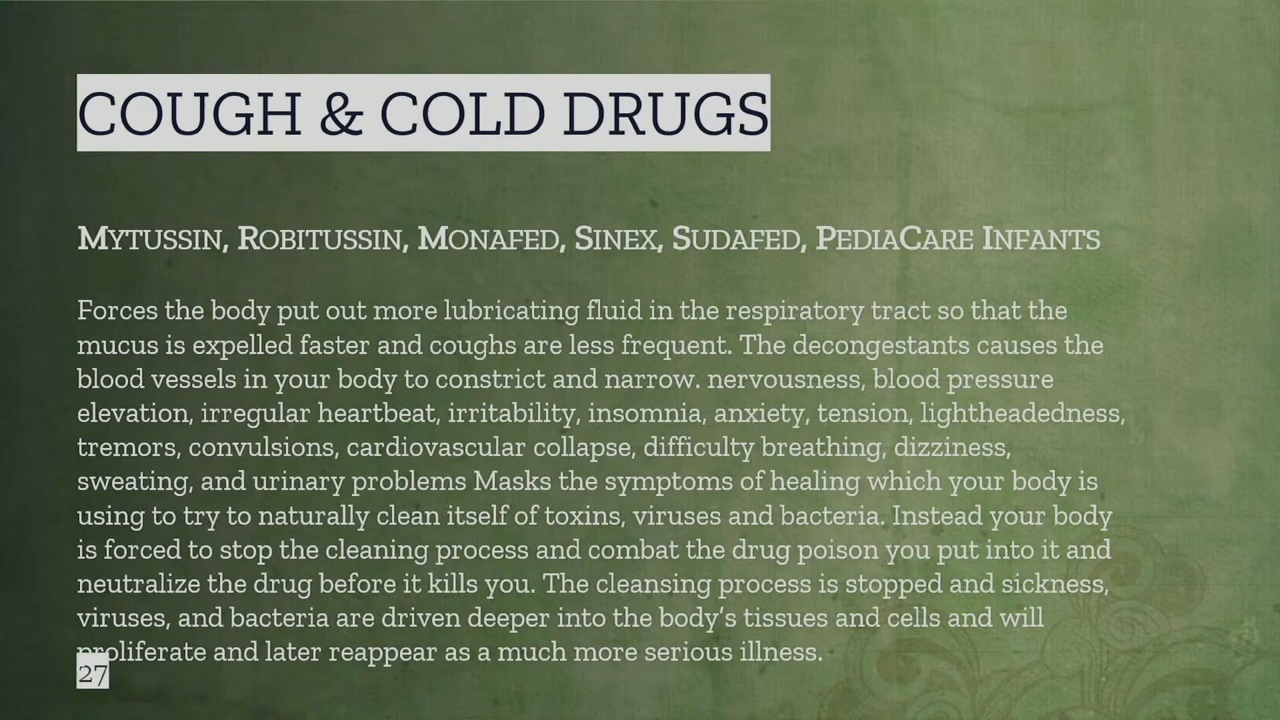 COUGH & COLD DRUGS
MYTUSSIN, ROBITUSSIN, MONAFED, SINEX, SUDAFED, PEDIACARE INFANTS
Forces the body put out more lubricating fluid in the respiratory tract so that the
mucus is expelled faster and coughs are less frequent. The decongestants causes the
blood vessels in your body to constrict and narrow. nervousness, blood pressure
elevation, irregular heartbeat, irritability, insomnia, anxiety, tension, lightheadedness,
tremors, convulsions, cardiovascular collapse, difficulty breathing, dizziness,
sweating, and urinary problems Masks the symptoms of healing which your body is
using to try to naturally clean itself of toxins, viruses and bacteria. Instead your body
is forced to stop the cleaning process and combat the drug poison you put into it and
neutralize the drug before it kills you. The cleansing process is stopped and sickness,
viruses, and bacteria are driven deeper into the body’s tissues and cells and will
proliferate and later reappear as a much more serious illness.
27